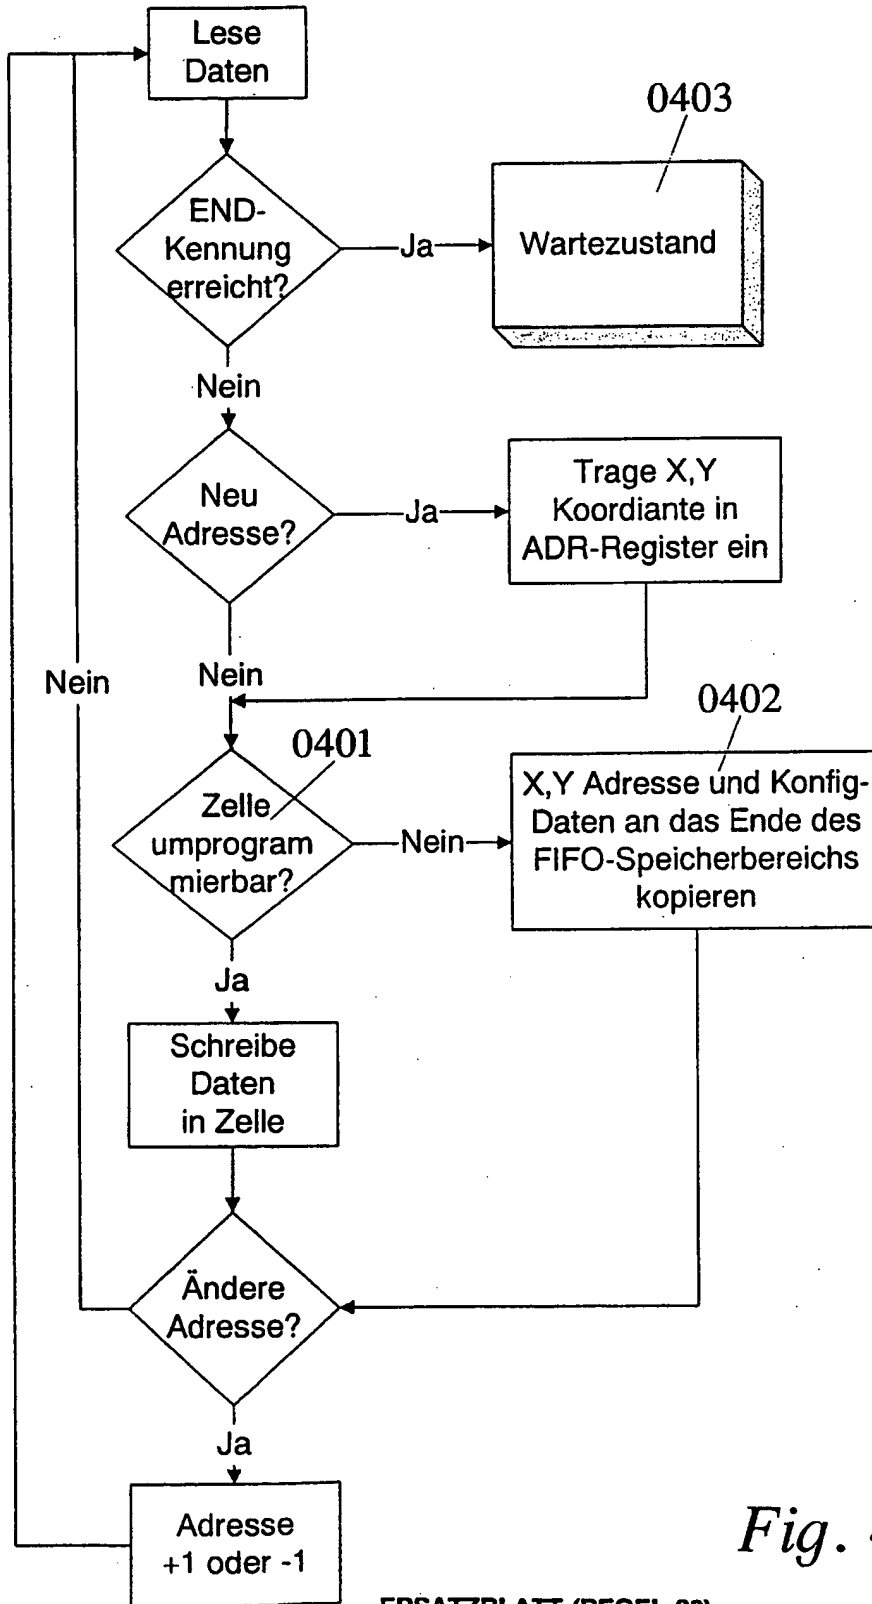 Lese
Daten
0403
END-
Kennung
erreicht?
Ja
Wartezustand
Nein
Neu
Adresse?
Ja
Trage X,Y
Koordiante in
ADR-Register ein
Nein
Nein
0401
0402
Zelle
umprogram
mierbar?
Nein
X,Y Adresse und Konfig-
Daten an das Ende des
FIFO-Speicherbereichs
kopieren
Ja
Schreibe
Daten
in Zelle
Ändere
Adresse?
Ja
Adresse
+1 oder -1
Fig.